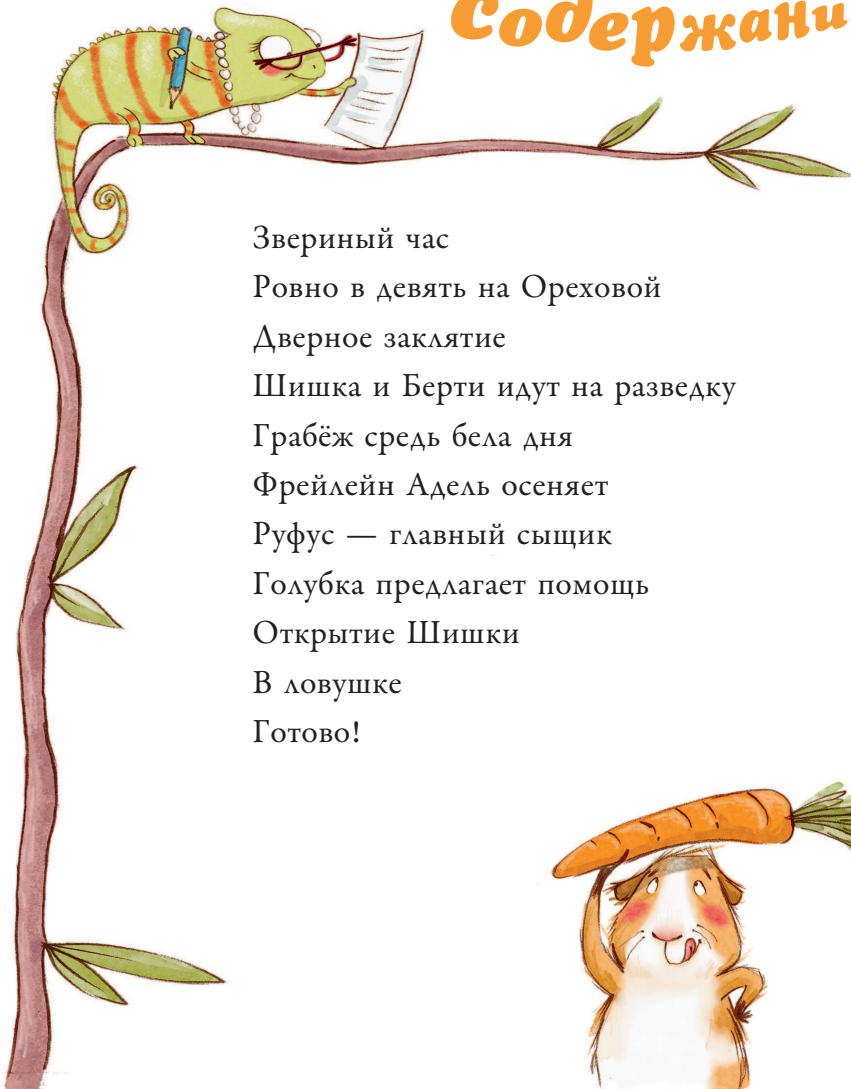 Содержани
Звериный час
Ровно в девять на Ореховой
Дверное заклятие
Шишка и Берти идут на разведку
Грабёж средь бела дня
Фрейлейн Адель осеняет
Руфус — главный сыщик
Голубка предлагает помощь
Открытие Шишки
В ловушке
Готово!